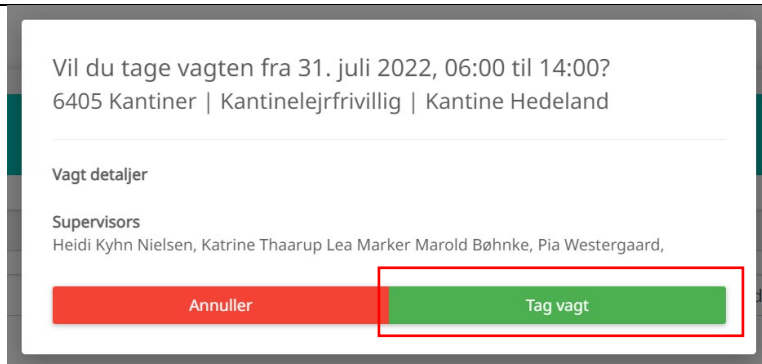 Vil du tage vagten fra 31. juli 2022, 06:00 til 14:00?
6405 Kantiner | Kantinelejrfrivillig | Kantine Hedeland
Vagt detaljer
Supervisors
Heidi Kyhn Nielsen, Katrine Thaarup Lea Marker Marold Bøhnke, Pia Westergaard,
Annuller
Tag vagt